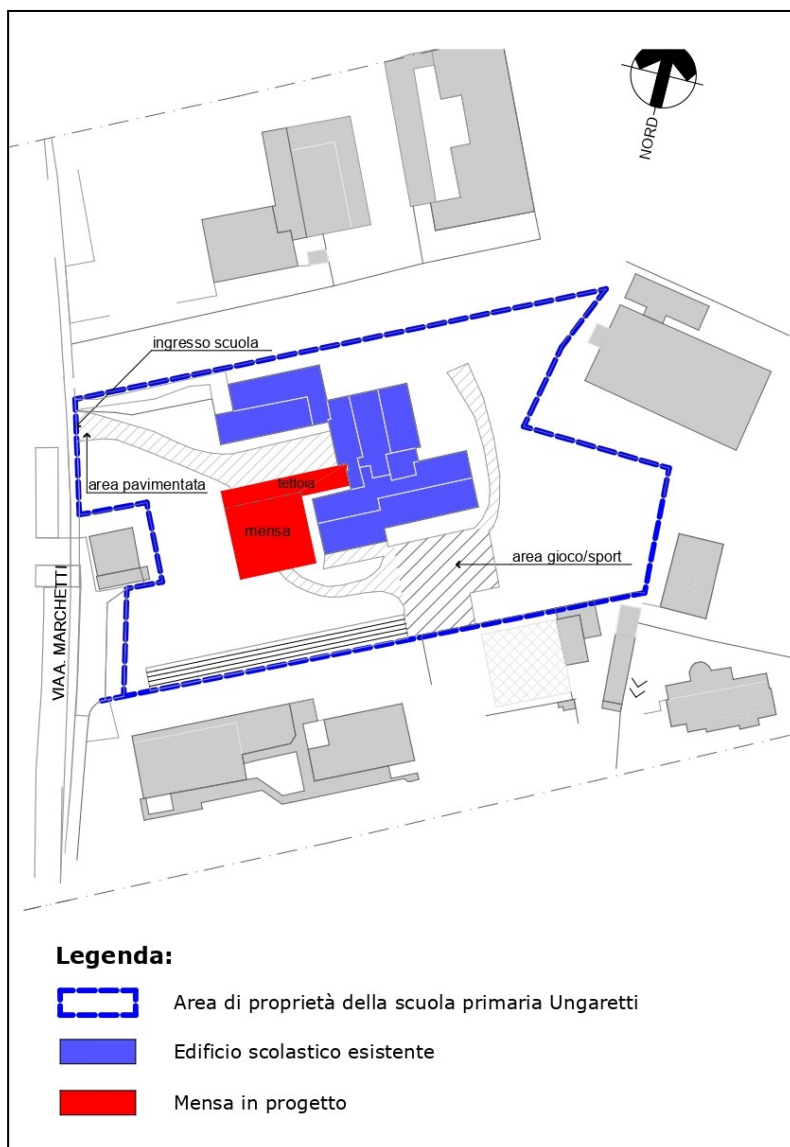 NORD
ingresso scuola
area pavimentata
tettoia
mensa
area gioco/sport
VIA A. MARCHETTI
Legenda:
Area di proprietà della scuola primaria Ungaretti
Edificio scolastico esistente
Mensa in progetto